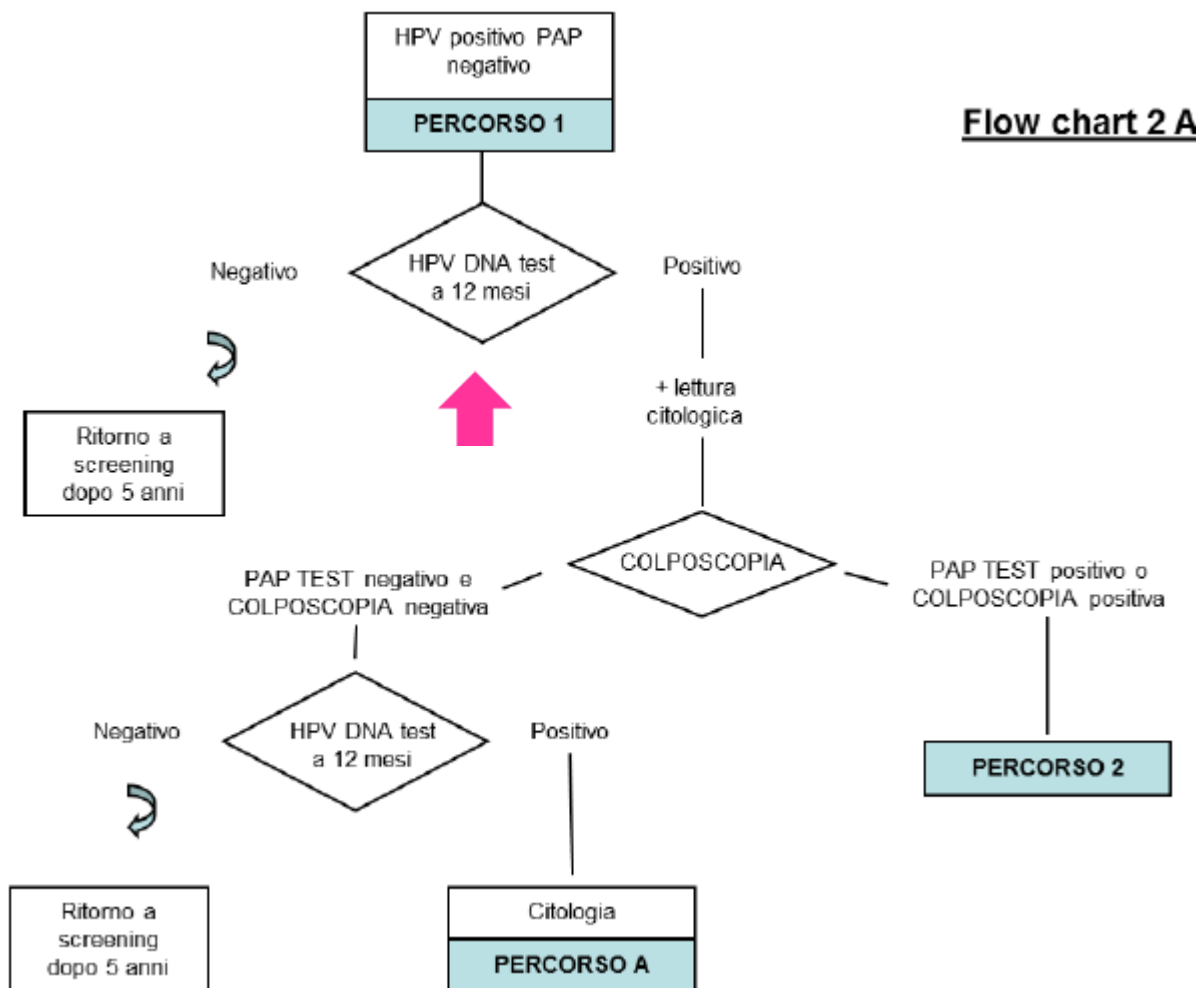 HPV positivo PAP
negativo
PERCORSO 1
Flow chart 2 A
Negativo
HPV DNA test
a 12 mesi
Positivo
+ lettura
citologica
Ritorno a
screening
dopo 5 anni
COLPOSCOPIA
PAP TEST negativo e
COLPOSCOPIA negativa
PAP TEST positivo o
COLPOSCOPIA positiva
Negativo
HPV DNA test
a 12 mesi
Positivo
PERCORSO 2
Ritorno a
screening
dopo 5 anni
Citologia
PERCORSO A